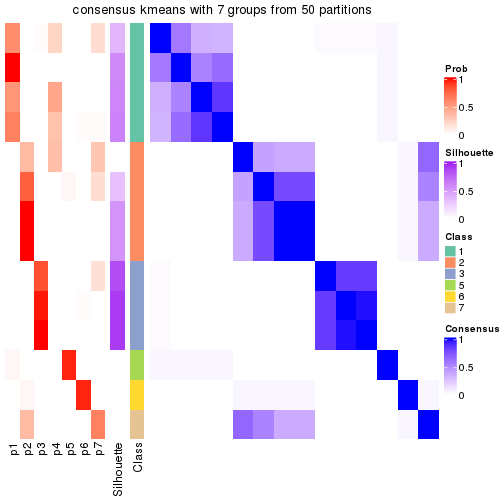 consensus kmeans with 7 groups from 50 partitions
Prob
1
0.5
0
Silhouette
1
0.5
0
Class
1
2
3
5
6
7
Consensus
1
0.5
0
p1
p2
p3
p4
p5
p6
p7
Silhouette
Class